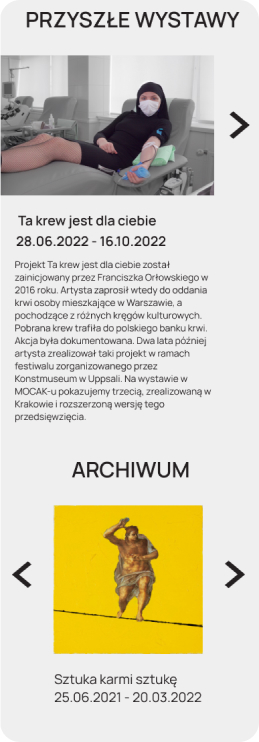 PRZYSZŁE WYSTAWY
Ta krew jest dla ciebie
28.06.2022 - 16.10.2022
Projekt Ta krew jest dla ciebie został
zainicjowany przez Franciszka Orłowskiego w
2016 roku. Artysta zaprosił wtedy do oddania
krwi osoby mieszkające w Warszawie, a
pochodzące z różnych kręgów kulturowych.
Pobrana krew trafiła do polskiego banku krwi.
Akcja była dokumentowana. Dwa lata później
artysta zrealizował taki projekt w ramach
festiwalu zorganizowanego przez
Konstmuseum w Uppsali. Na wystawie w
MOCAK-u pokazujemy trzecią, zrealizowaną w
Krakowie i rozszerzoną wersję tego
przedsięwzięcia.
ARCHIWUM
Sztuka karmi sztukę
25.06.2021 - 20.03.2022